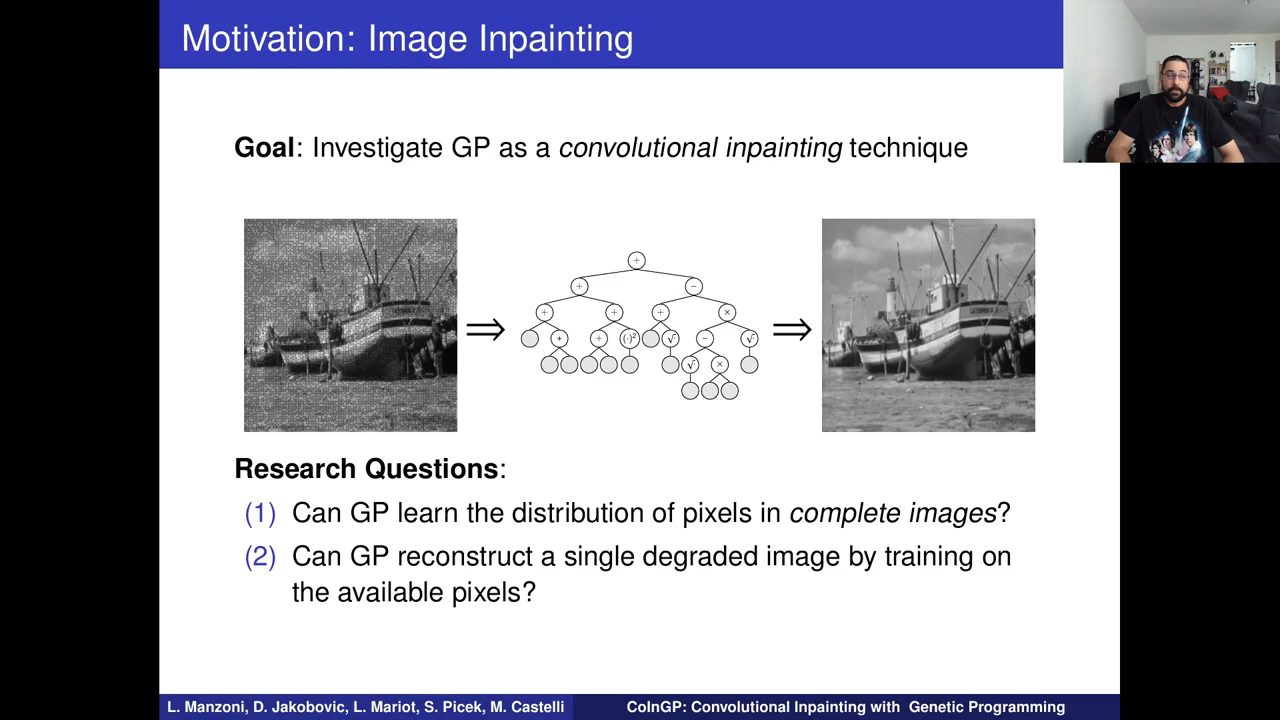 Motivation: Image Inpainting
Goal: Investigate GP as a convolutional inpainting technique
+
+ −
+ + + ×
+ + (·)² √ − √
√ ×
⇒ ⇒
Research Questions:
(1) Can GP learn the distribution of pixels in complete images?
(2) Can GP reconstruct a single degraded image by training on
the available pixels?
L. Manzoni, D. Jakobovic, L. Mariot, S. Picek, M. Castelli CoInGP: Convolutional Inpainting with Genetic Programming